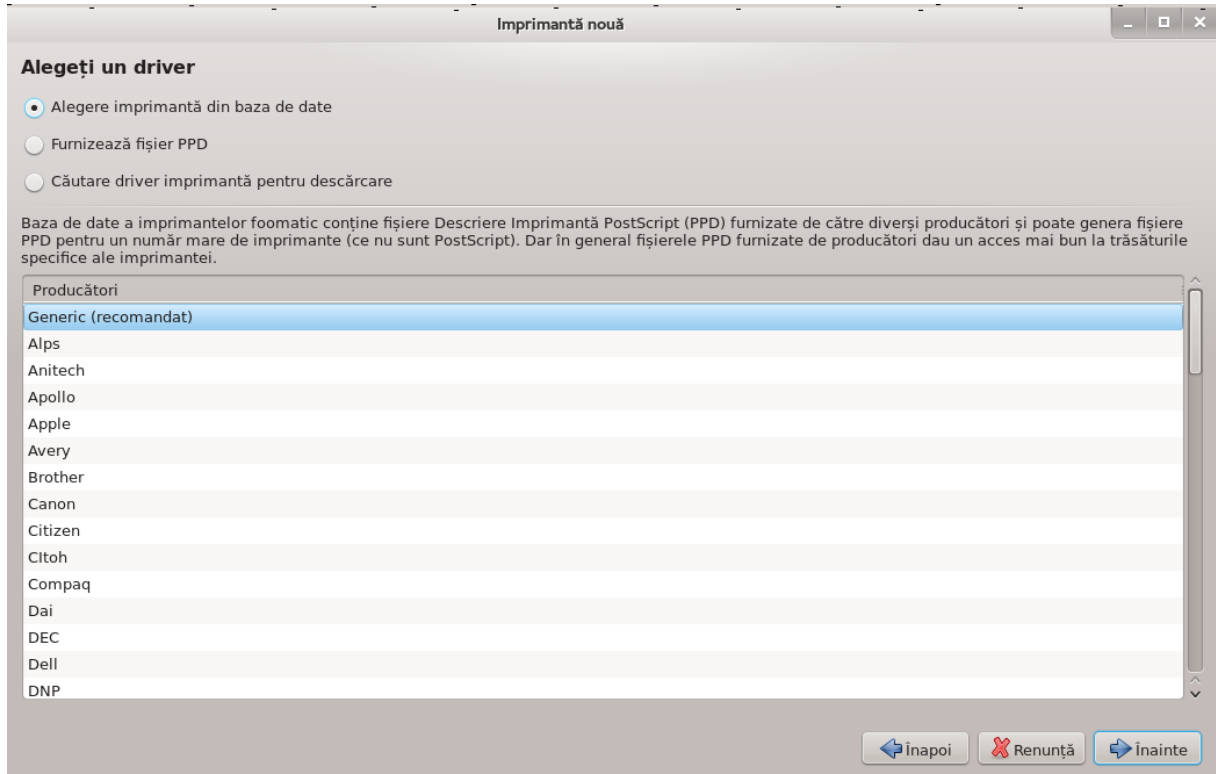 Imprimantă nouă
Alegeți un driver
Alegere imprimantă din baza de date
Furnizează fișier PPD
Căutare driver imprimantă pentru descărcare
Baza de date a imprimantelor foomatic conține fișiere Descriere Imprimantă PostScript (PPD) furnizate de către diverși producători și poate genera fișiere
PPD pentru un număr mare de imprimante (ce nu sunt PostScript). Dar în general fișierele PPD furnizate de producători dau un acces mai bun la trăsăturile
specifice ale imprimantei.
Producători
Generic (recomandat)
Alps
Anitech
Apollo
Apple
Avery
Brother
Canon
Citizen
CItoh
Compaq
Dai
DEC
Dell
DNP
Înapoi Renunță Înainte